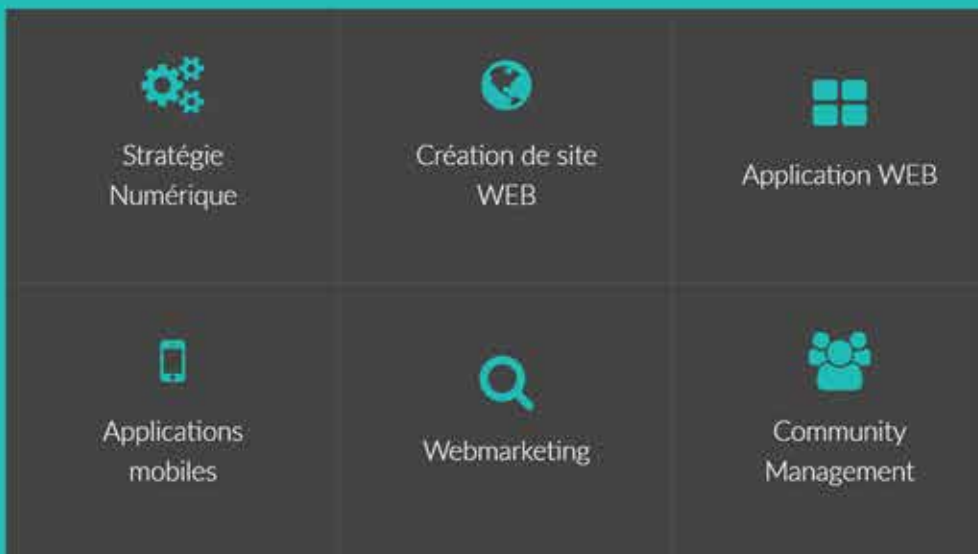 Stratégie
Numérique
Création de site
WEB
Application WEB
Applications
mobiles
Webmarketing
Community
Management